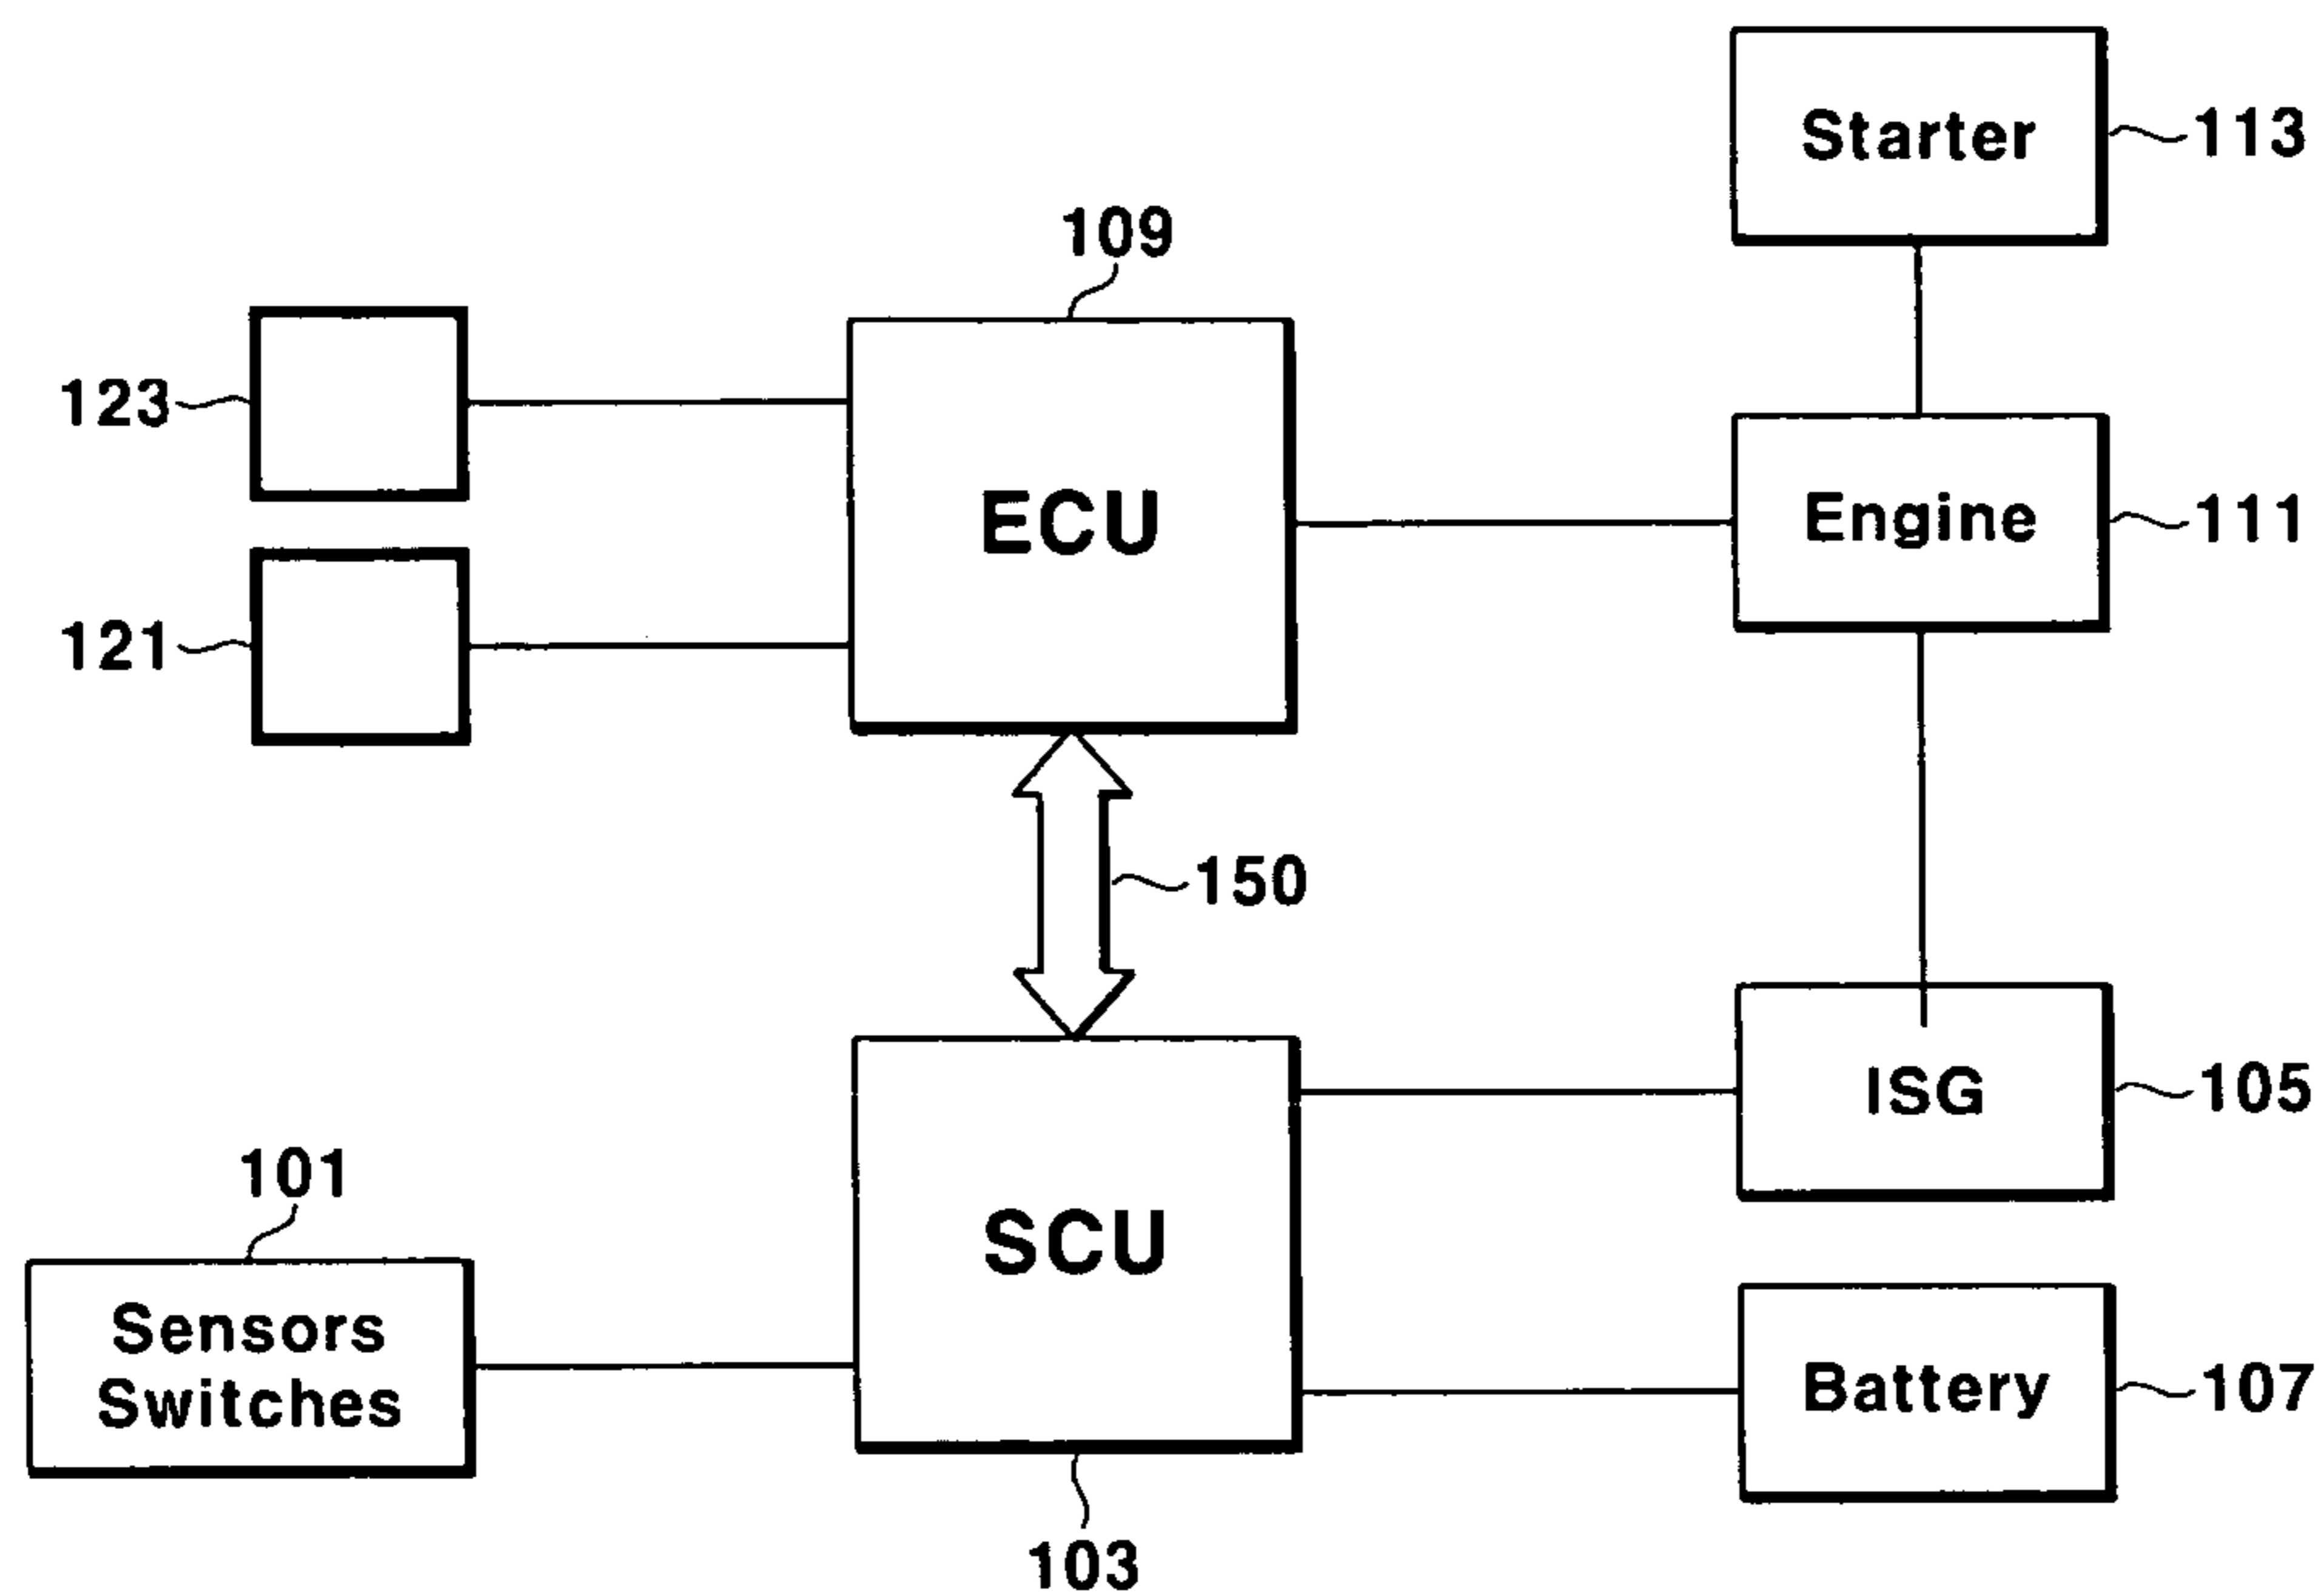 Starter
113
109
123
ECU
Engine
111
121
150
ISG
105
101
SCU
Sensors
Switches
Battery
107
103